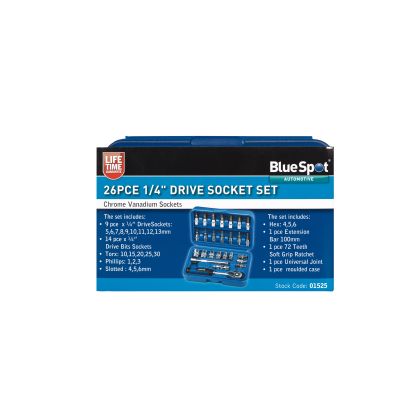 LIFE
TIME
GUARANTEE
BlueSpot
AUTOMOTIVE
26PCE 1/4" DRIVE SOCKET SET
Chrome Vanadium Sockets
The set includes:
• 9 pce x ¼" DriveSockets:
5,6,7,8,9,10,11,12,13mm
• 14 pce x ¼"
Drive Bits Sockets
• Torx: 10,15,20,25,30
• Phillips: 1,2,3
• Slotted : 4,5,6mm
The set includes:
• Hex: 4,5,6
• 1 pce Extension
Bar 100mm
• 1 pce 72 Teeth
Soft Grip Ratchet
• 1 pce Universal Joint
• 1 pce moulded case
Stock Code: 01525